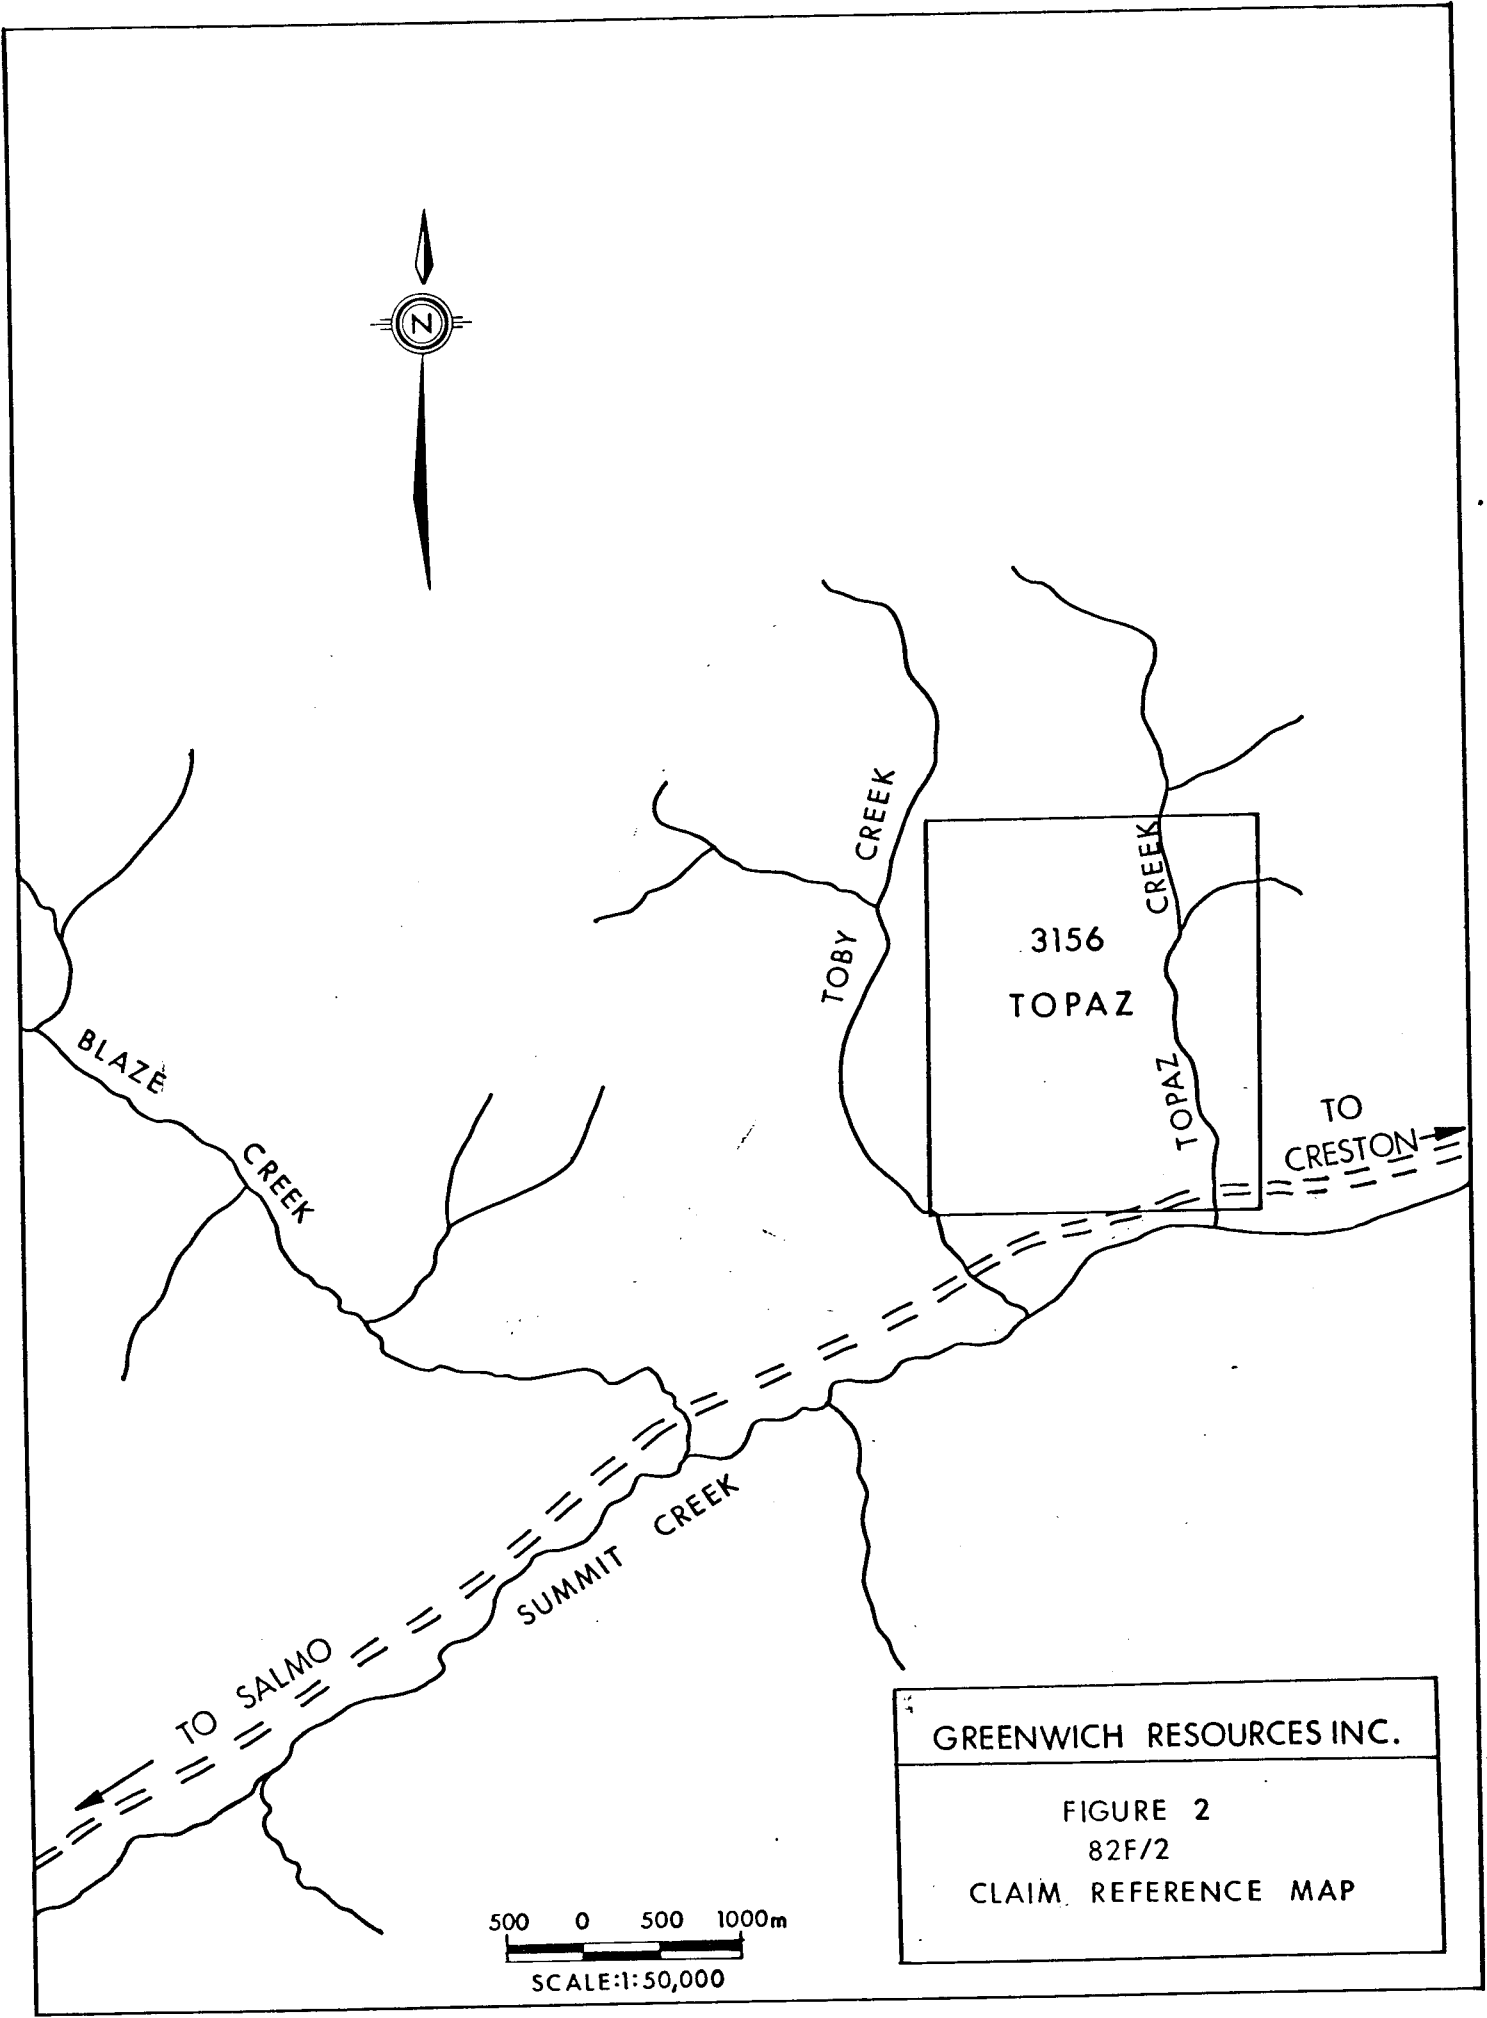 N
TOBY CREEK
TOPAZ CREEK
3156
TOPAZ
BLAZE CREEK
TO
CRESTON
SUMMIT CREEK
TO SALMO
GREENWICH RESOURCES INC.
FIGURE 2
82F/2
CLAIM REFERENCE MAP
500 0 500 1000m
SCALE:1:50,000